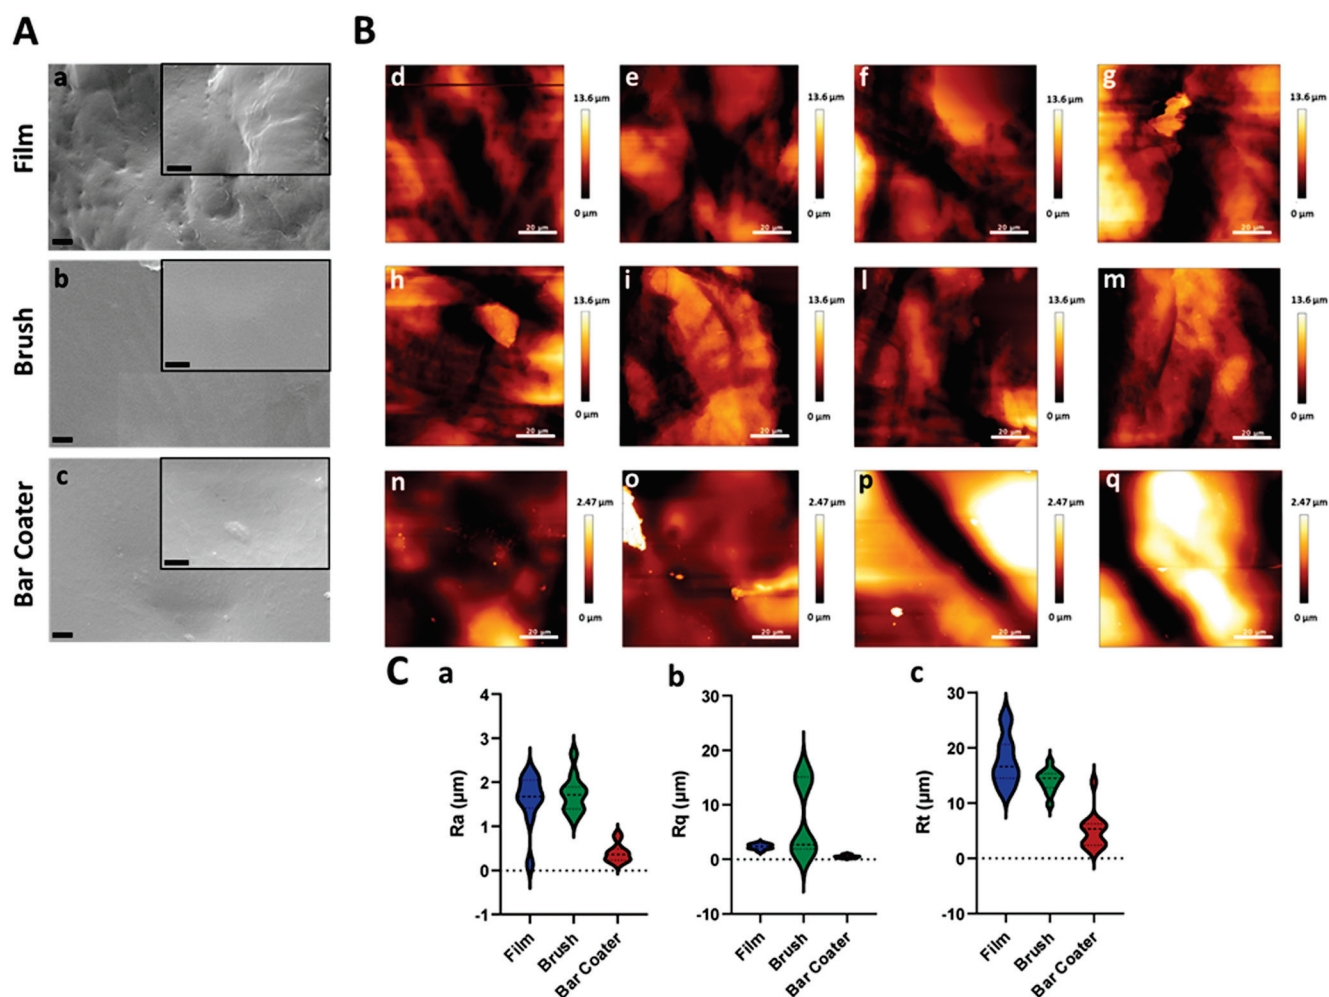 A
B
Film
a
d
13.6 µm
0 µm
20 µm
e
13.6 µm
0 µm
20 µm
f
13.6 µm
0 µm
20 µm
g
13.6 µm
0 µm
20 µm
Brush
b
h
13.6 µm
0 µm
20 µm
i
13.6 µm
0 µm
20 µm
l
13.6 µm
0 µm
20 µm
m
13.6 µm
0 µm
20 µm
Bar Coater
c
n
2.47 µm
0 µm
20 µm
o
2.47 µm
0 µm
20 µm
p
2.47 µm
0 µm
20 µm
q
2.47 µm
0 µm
20 µm
C
a
Ra (µm)
4
3
2
1
0
-1
Film
Brush
Bar Coater
b
Rq (µm)
30
20
10
0
-10
Film
Brush
Bar Coater
c
Rt (µm)
30
20
10
0
-10
Film
Brush
Bar Coater